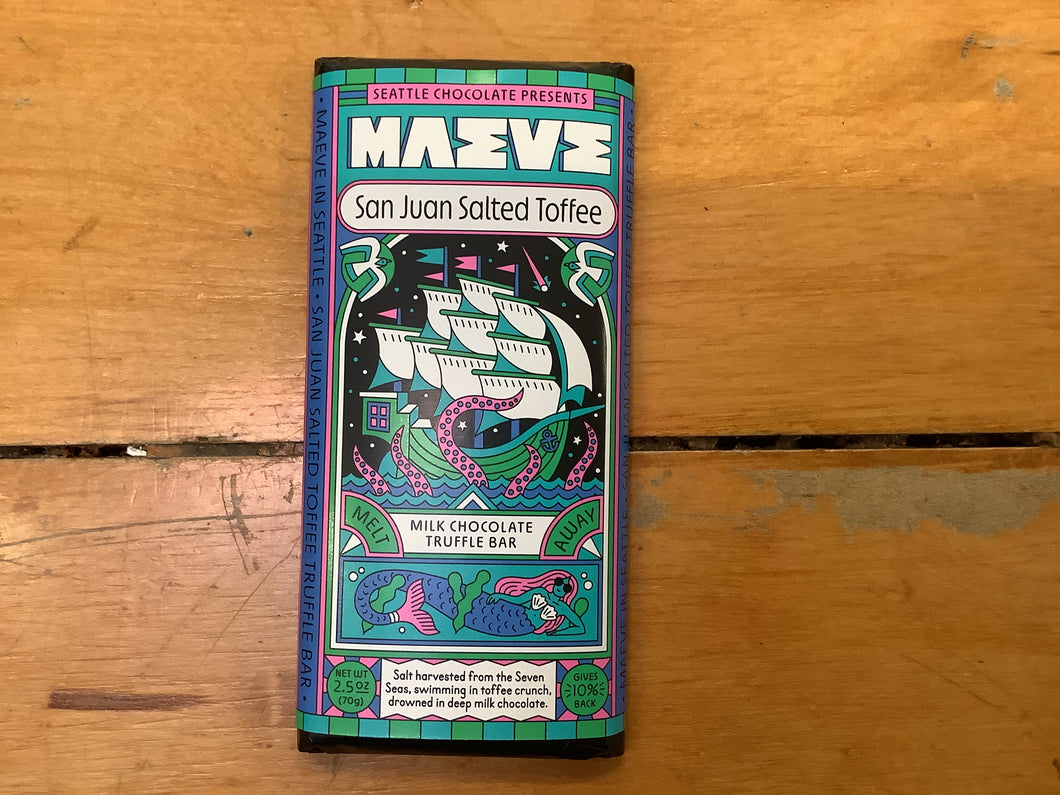 SEATTLE CHOCOLATE PRESENTS
MAEVE
San Juan Salted Toffee
MELT
MILK CHOCOLATE
TRUFFLE BAR
AWAY
NET WT
2.5 OZ
(70g)
Salt harvested from the Seven
Seas, swimming in toffee crunch,
drowned in deep milk chocolate.
GIVES
10%
BACK
• MAEVE IN SEATTLE • SAN JUAN SALTED TOFFEE TRUFFLE BAR •
MAEVE IN SEATTLE • SAN JUAN SALTED TOFFEE TRUFFLE BAR •